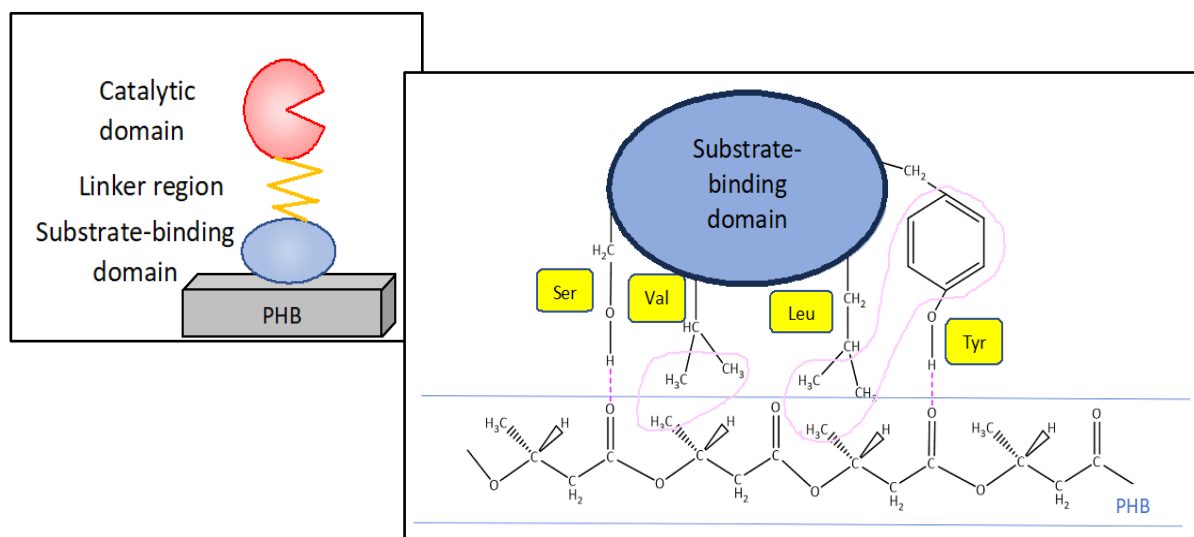 Catalytic
domain
Linker region
Substrate-binding
domain
PHB
Substrate-
binding
domain
CH₂
H₂C
Ser
Val
Leu
Tyr
O
HC
CH₂
O
H
H₃C
CH₃
CH
H₃C
CH₃
H
O
H₃C
H
C
O
C
H₂
O
H₃C
H
C
C
H₂
O
O
H₃C
H
C
C
H₂
O
O
H₃C
H
C
C
H₂
O
PHB